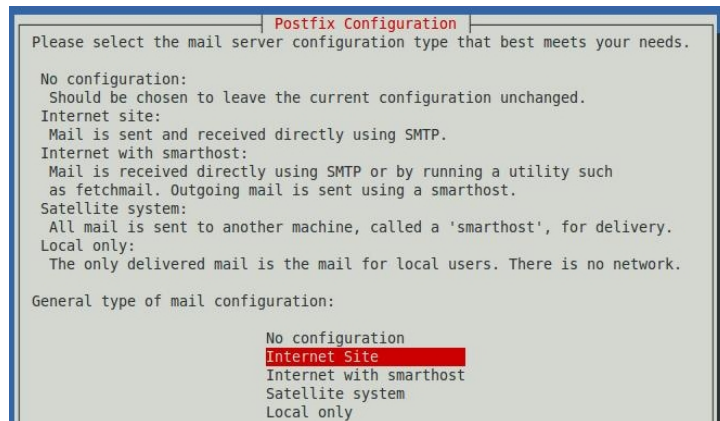 Postfix Configuration
Please select the mail server configuration type that best meets your needs.
No configuration:
Should be chosen to leave the current configuration unchanged.
Internet site:
Mail is sent and received directly using SMTP.
Internet with smarthost:
Mail is received directly using SMTP or by running a utility such
as fetchmail. Outgoing mail is sent using a smarthost.
Satellite system:
All mail is sent to another machine, called a 'smarthost', for delivery.
Local only:
The only delivered mail is the mail for local users. There is no network.
General type of mail configuration:
No configuration
Internet Site
Internet with smarthost
Satellite system
Local only